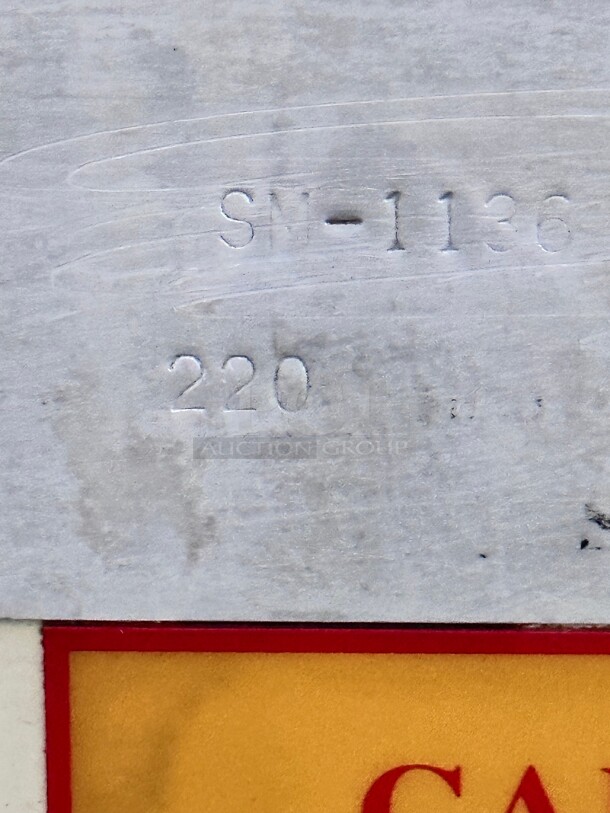 SN-1136
220
AUCTION GROUP
CA